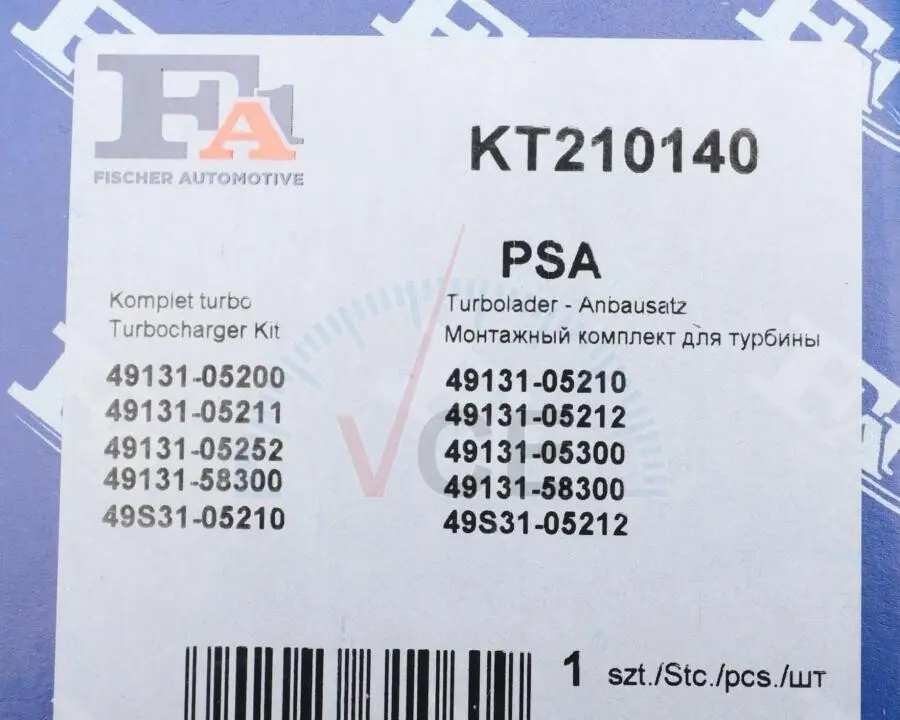 FA1
FISCHER AUTOMOTIVE
KT210140
PSA
Komplet turbo
Turbocharger Kit
Turbolader - Anbausatz
Монтажный комплект для турбины
49131-05200
49131-05211
49131-05252
49131-58300
49S31-05210
49131-05210
49131-05212
49131-05300
49131-58300
49S31-05212
VCE
1 szt./Stc./pcs./шт